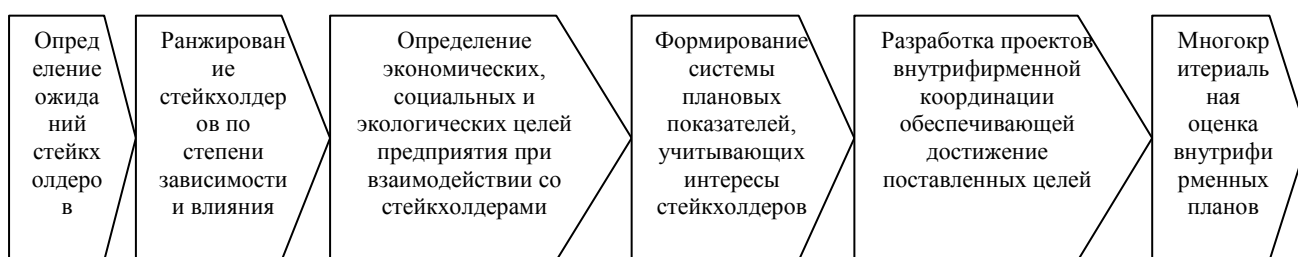 Опред
еление
ожида
ний
стейкх
олдеро
в
Ранжирован
ие
стейкхолдер
ов по
степени
зависимости
и влияния
Определение
экономических,
социальных и
экологических целей
предприятия при
взаимодействии со
стейкхолдерами
Формирование
системы
плановых
показателей,
учитывающих
интересы
стейкхолдеров
Разработка проектов
внутрифирменной
координации
обеспечивающей
достижение
поставленных целей
Многокр
итериаль
ная
оценка
внутрифи
рменных
планов